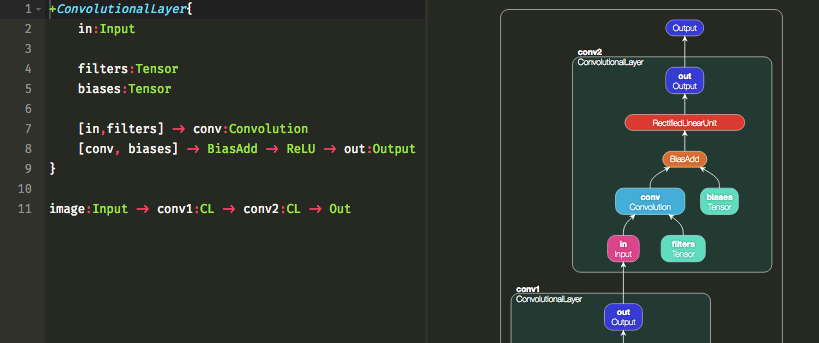 1 +ConvolutionalLayer{
2 in:Input
3
4 filters:Tensor
5 biases:Tensor
6
7 [in,filters] → conv:Convolution
8 [conv, biases] → BiasAdd → ReLU → out:Output
9 }
10
11 image:Input → conv1:CL → conv2:CL → Out
Output
conv2
ConvolutionalLayer
out
Output
RectifiedLinearUnit
BiasAdd
conv
Convolution
biases
Tensor
in
Input
filters
Tensor
conv1
ConvolutionalLayer
out
Output